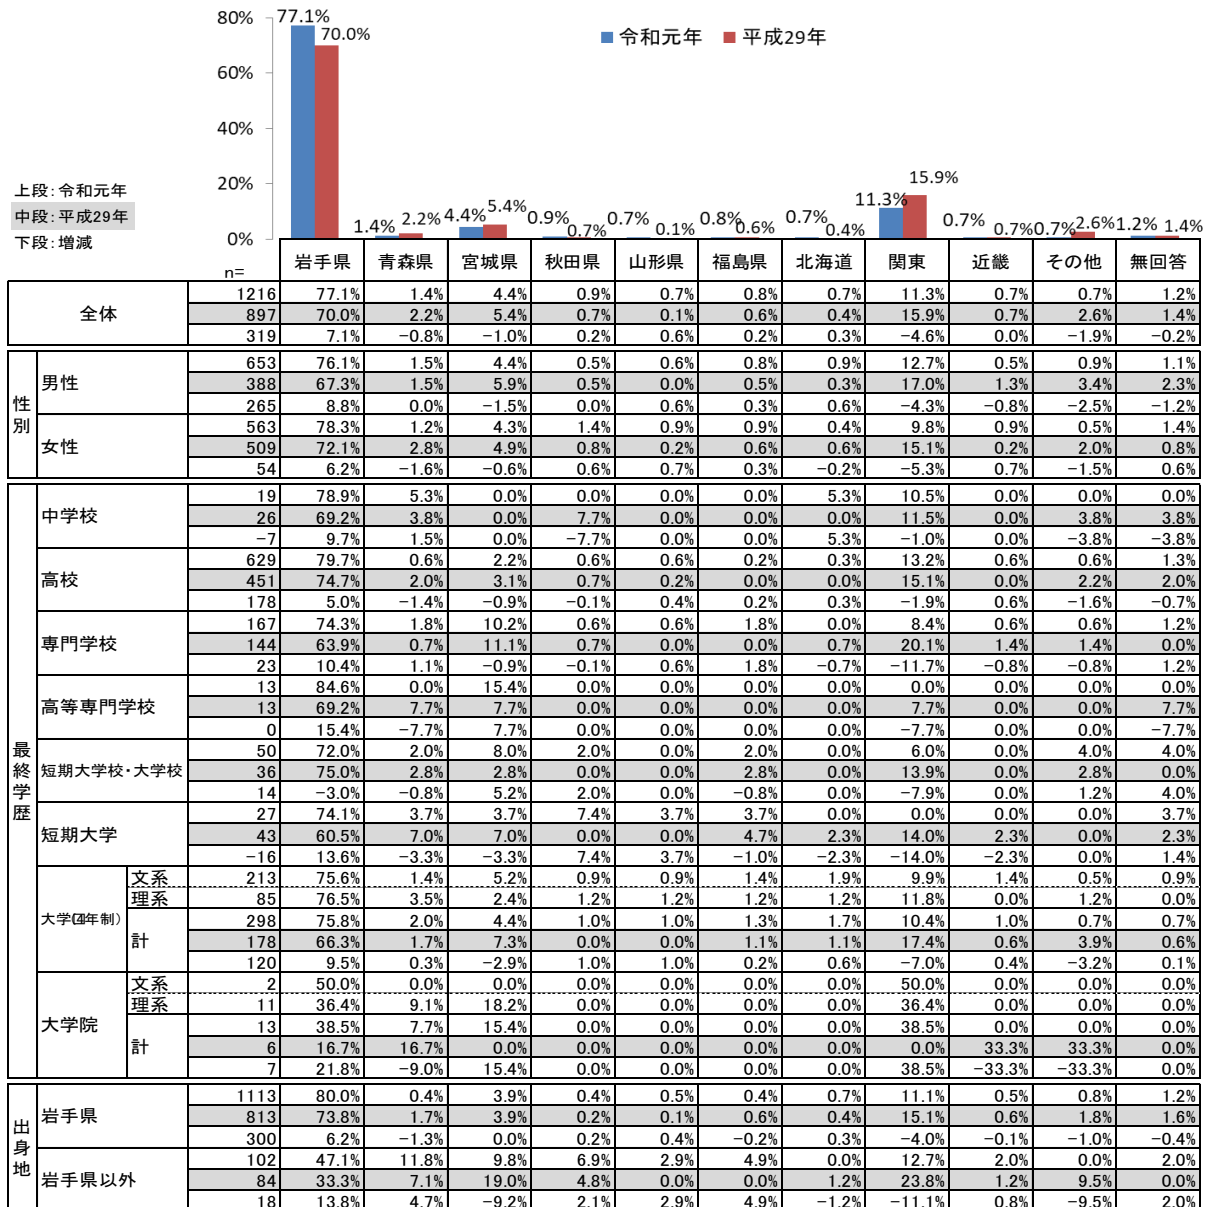 80%
77.1%
70.0%
令和元年 平成29年
60%
40%
20%
0%
1.4% 2.2% 4.4% 5.4% 0.9% 0.7% 0.7% 0.1% 0.8% 0.6% 0.7% 0.4% 11.3% 15.9% 0.7% 0.7% 0.7% 2.6% 1.2% 1.4%
上段：令和元年
中段：平成29年
下段：増減
n= 岩手県 青森県 宮城県 秋田県 山形県 福島県 北海道 関東 近畿 その他 無回答
全体
1216 77.1% 1.4% 4.4% 0.9% 0.7% 0.8% 0.7% 11.3% 0.7% 0.7% 1.2%
897 70.0% 2.2% 5.4% 0.7% 0.1% 0.6% 0.4% 15.9% 0.7% 2.6% 1.4%
319 7.1% −0.8% −1.0% 0.2% 0.6% 0.2% 0.3% −4.6% 0.0% −1.9% −0.2%
性別
男性
653 76.1% 1.5% 4.4% 0.5% 0.6% 0.8% 0.9% 12.7% 0.5% 0.9% 1.1%
388 67.3% 1.5% 5.9% 0.5% 0.0% 0.5% 0.3% 17.0% 1.3% 3.4% 2.3%
265 8.8% 0.0% −1.5% 0.0% 0.6% 0.3% 0.6% −4.3% −0.8% −2.5% −1.2%
女性
563 78.3% 1.2% 4.3% 1.4% 0.9% 0.9% 0.4% 9.8% 0.9% 0.5% 1.4%
509 72.1% 2.8% 4.9% 0.8% 0.2% 0.6% 0.6% 15.1% 0.2% 2.0% 0.8%
54 6.2% −1.6% −0.6% 0.6% 0.7% 0.3% −0.2% −5.3% 0.7% −1.5% 0.6%
最終学歴
中学校
19 78.9% 5.3% 0.0% 0.0% 0.0% 0.0% 5.3% 10.5% 0.0% 0.0% 0.0%
26 69.2% 3.8% 0.0% 7.7% 0.0% 0.0% 0.0% 11.5% 0.0% 3.8% 3.8%
−7 9.7% 1.5% 0.0% −7.7% 0.0% 0.0% 5.3% −1.0% 0.0% −3.8% −3.8%
高校
629 79.7% 0.6% 2.2% 0.6% 0.6% 0.2% 0.3% 13.2% 0.6% 0.6% 1.3%
451 74.7% 2.0% 3.1% 0.7% 0.2% 0.0% 0.0% 15.1% 0.0% 2.2% 2.0%
178 5.0% −1.4% −0.9% −0.1% 0.4% 0.2% 0.3% −1.9% 0.6% −1.6% −0.7%
専門学校
167 74.3% 1.8% 10.2% 0.6% 0.6% 1.8% 0.0% 8.4% 0.6% 0.6% 1.2%
144 63.9% 0.7% 11.1% 0.7% 0.0% 0.0% 0.7% 20.1% 1.4% 1.4% 0.0%
23 10.4% 1.1% −0.9% −0.1% 0.6% 1.8% −0.7% −11.7% −0.8% −0.8% 1.2%
高等専門学校
13 84.6% 0.0% 15.4% 0.0% 0.0% 0.0% 0.0% 0.0% 0.0% 0.0% 0.0%
13 69.2% 7.7% 7.7% 0.0% 0.0% 0.0% 0.0% 7.7% 0.0% 0.0% 7.7%
0 15.4% −7.7% 7.7% 0.0% 0.0% 0.0% 0.0% −7.7% 0.0% 0.0% −7.7%
短期大学校・大学校
50 72.0% 2.0% 8.0% 2.0% 0.0% 2.0% 0.0% 6.0% 0.0% 4.0% 4.0%
36 75.0% 2.8% 2.8% 0.0% 0.0% 2.8% 0.0% 13.9% 0.0% 2.8% 0.0%
14 −3.0% −0.8% 5.2% 2.0% 0.0% −0.8% 0.0% −7.9% 0.0% 1.2% 4.0%
短期大学
27 74.1% 3.7% 3.7% 7.4% 3.7% 3.7% 0.0% 0.0% 0.0% 0.0% 3.7%
43 60.5% 7.0% 7.0% 0.0% 0.0% 4.7% 2.3% 14.0% 2.3% 0.0% 2.3%
−16 13.6% −3.3% −3.3% 7.4% 3.7% −1.0% −2.3% −14.0% −2.3% 0.0% 1.4%
大学（4年制）
文系 213 75.6% 1.4% 5.2% 0.9% 0.9% 1.4% 1.9% 9.9% 1.4% 0.5% 0.9%
理系 85 76.5% 3.5% 2.4% 1.2% 1.2% 1.2% 1.2% 11.8% 0.0% 1.2% 0.0%
計
298 75.8% 2.0% 4.4% 1.0% 1.0% 1.3% 1.7% 10.4% 1.0% 0.7% 0.7%
178 66.3% 1.7% 7.3% 0.0% 0.0% 1.1% 1.1% 17.4% 0.6% 3.9% 0.6%
120 9.5% 0.3% −2.9% 1.0% 1.0% 0.2% 0.6% −7.0% 0.4% −3.2% 0.1%
大学院
文系 2 50.0% 0.0% 0.0% 0.0% 0.0% 0.0% 0.0% 50.0% 0.0% 0.0% 0.0%
理系 11 36.4% 9.1% 18.2% 0.0% 0.0% 0.0% 0.0% 36.4% 0.0% 0.0% 0.0%
計
13 38.5% 7.7% 15.4% 0.0% 0.0% 0.0% 0.0% 38.5% 0.0% 0.0% 0.0%
6 16.7% 16.7% 0.0% 0.0% 0.0% 0.0% 0.0% 0.0% 33.3% 33.3% 0.0%
7 21.8% −9.0% 15.4% 0.0% 0.0% 0.0% 0.0% 38.5% −33.3% −33.3% 0.0%
出身地
岩手県
1113 80.0% 0.4% 3.9% 0.4% 0.5% 0.4% 0.7% 11.1% 0.5% 0.8% 1.2%
813 73.8% 1.7% 3.9% 0.2% 0.1% 0.6% 0.4% 15.1% 0.6% 1.8% 1.6%
300 6.2% −1.3% 0.0% 0.2% 0.4% −0.2% 0.3% −4.0% −0.1% −1.0% −0.4%
岩手県以外
102 47.1% 11.8% 9.8% 6.9% 2.9% 4.9% 0.0% 12.7% 2.0% 0.0% 2.0%
84 33.3% 7.1% 19.0% 4.8% 0.0% 0.0% 1.2% 23.8% 1.2% 9.5% 0.0%
18 13.8% 4.7% −9.2% 2.1% 2.9% 4.9% −1.2% −11.1% 0.8% −9.5% 2.0%